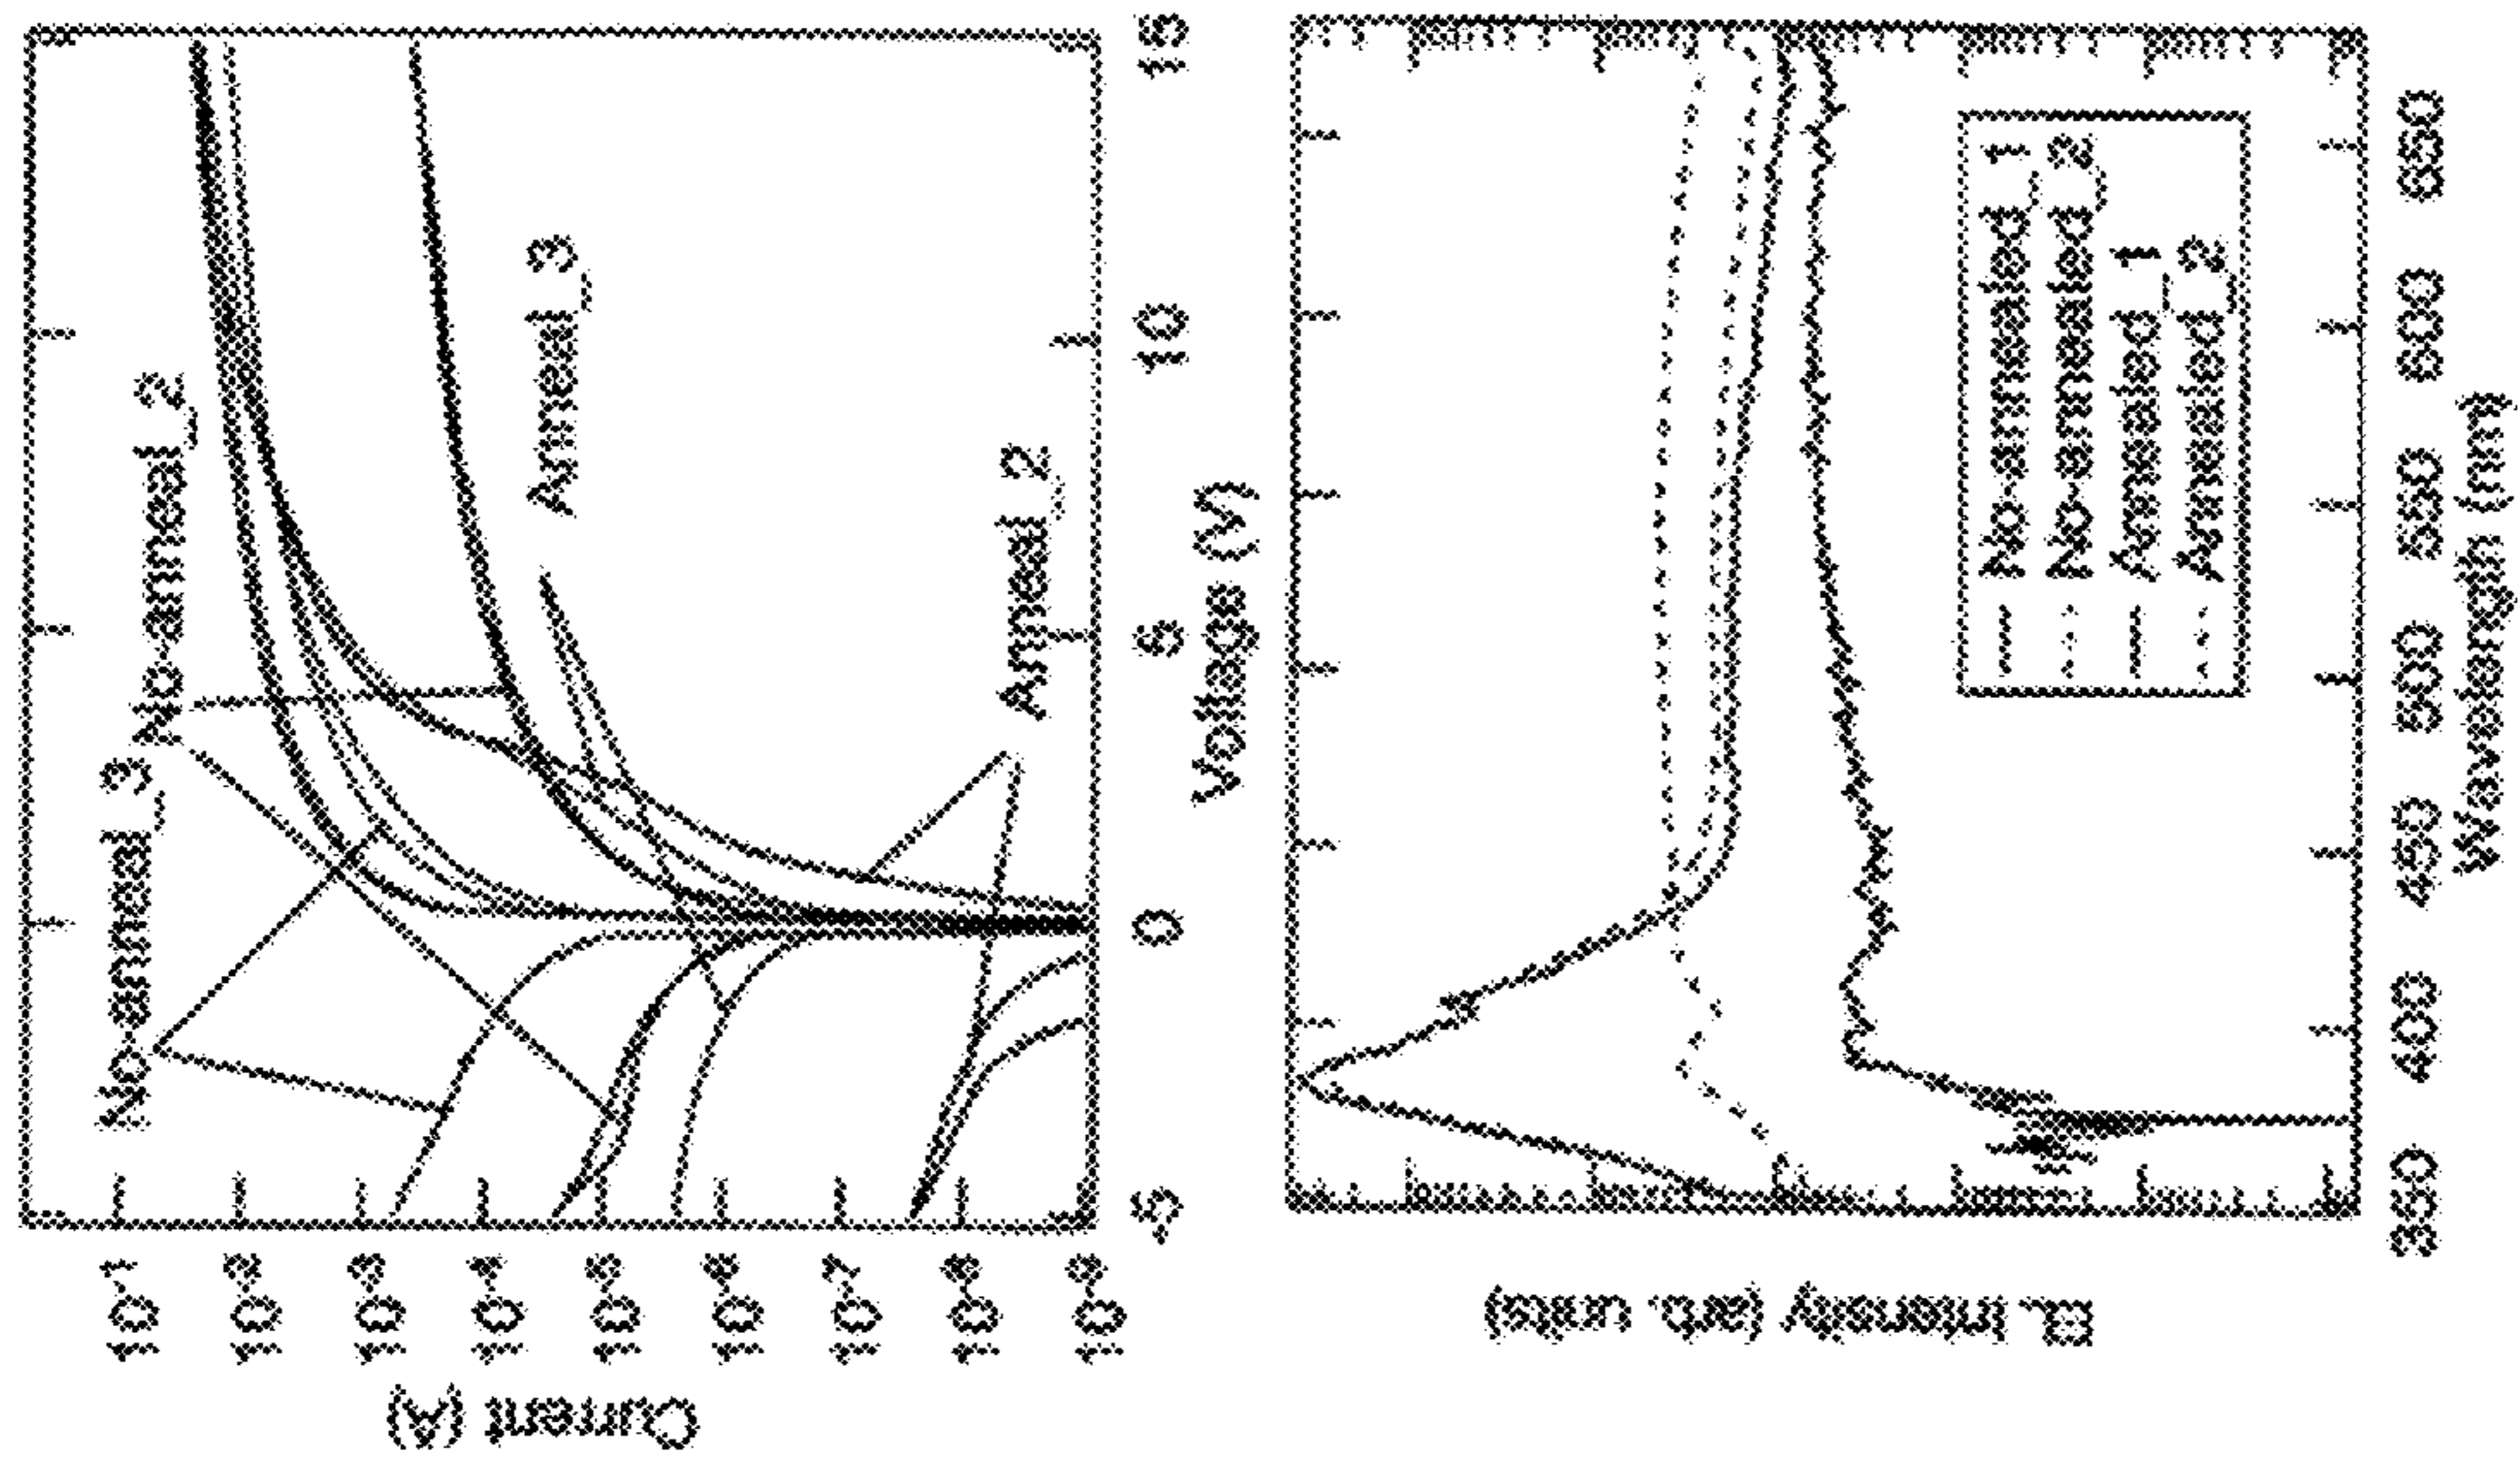 No-anneal_3
No-anneal_2
Anneal_3
Anneal_2
10-1
10-2
10-3
10-4
10-5
10-6
10-7
10-8
10-9
Current (A)
-5
0
5
10
15
Voltage (V)
No-annealed_1
No-annealed_2
Annealed_1
Annealed_2
EL intensity (arb. units)
350
400
450
500
550
600
650
Wavelength (nm)